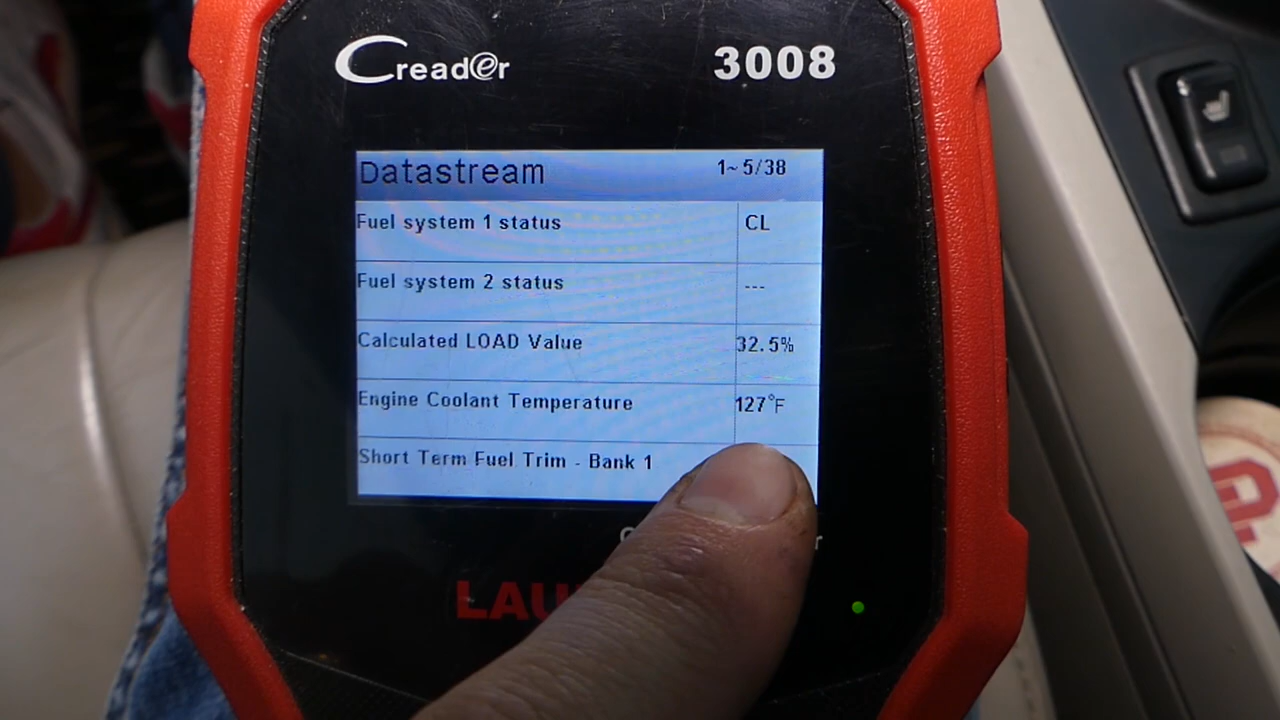 Creader 3008
Datastream 1~ 5/38
Fuel system 1 status CL
Fuel system 2 status ---
Calculated LOAD Value 32.5%
Engine Coolant Temperature 127°F
Short Term Fuel Trim - Bank 1